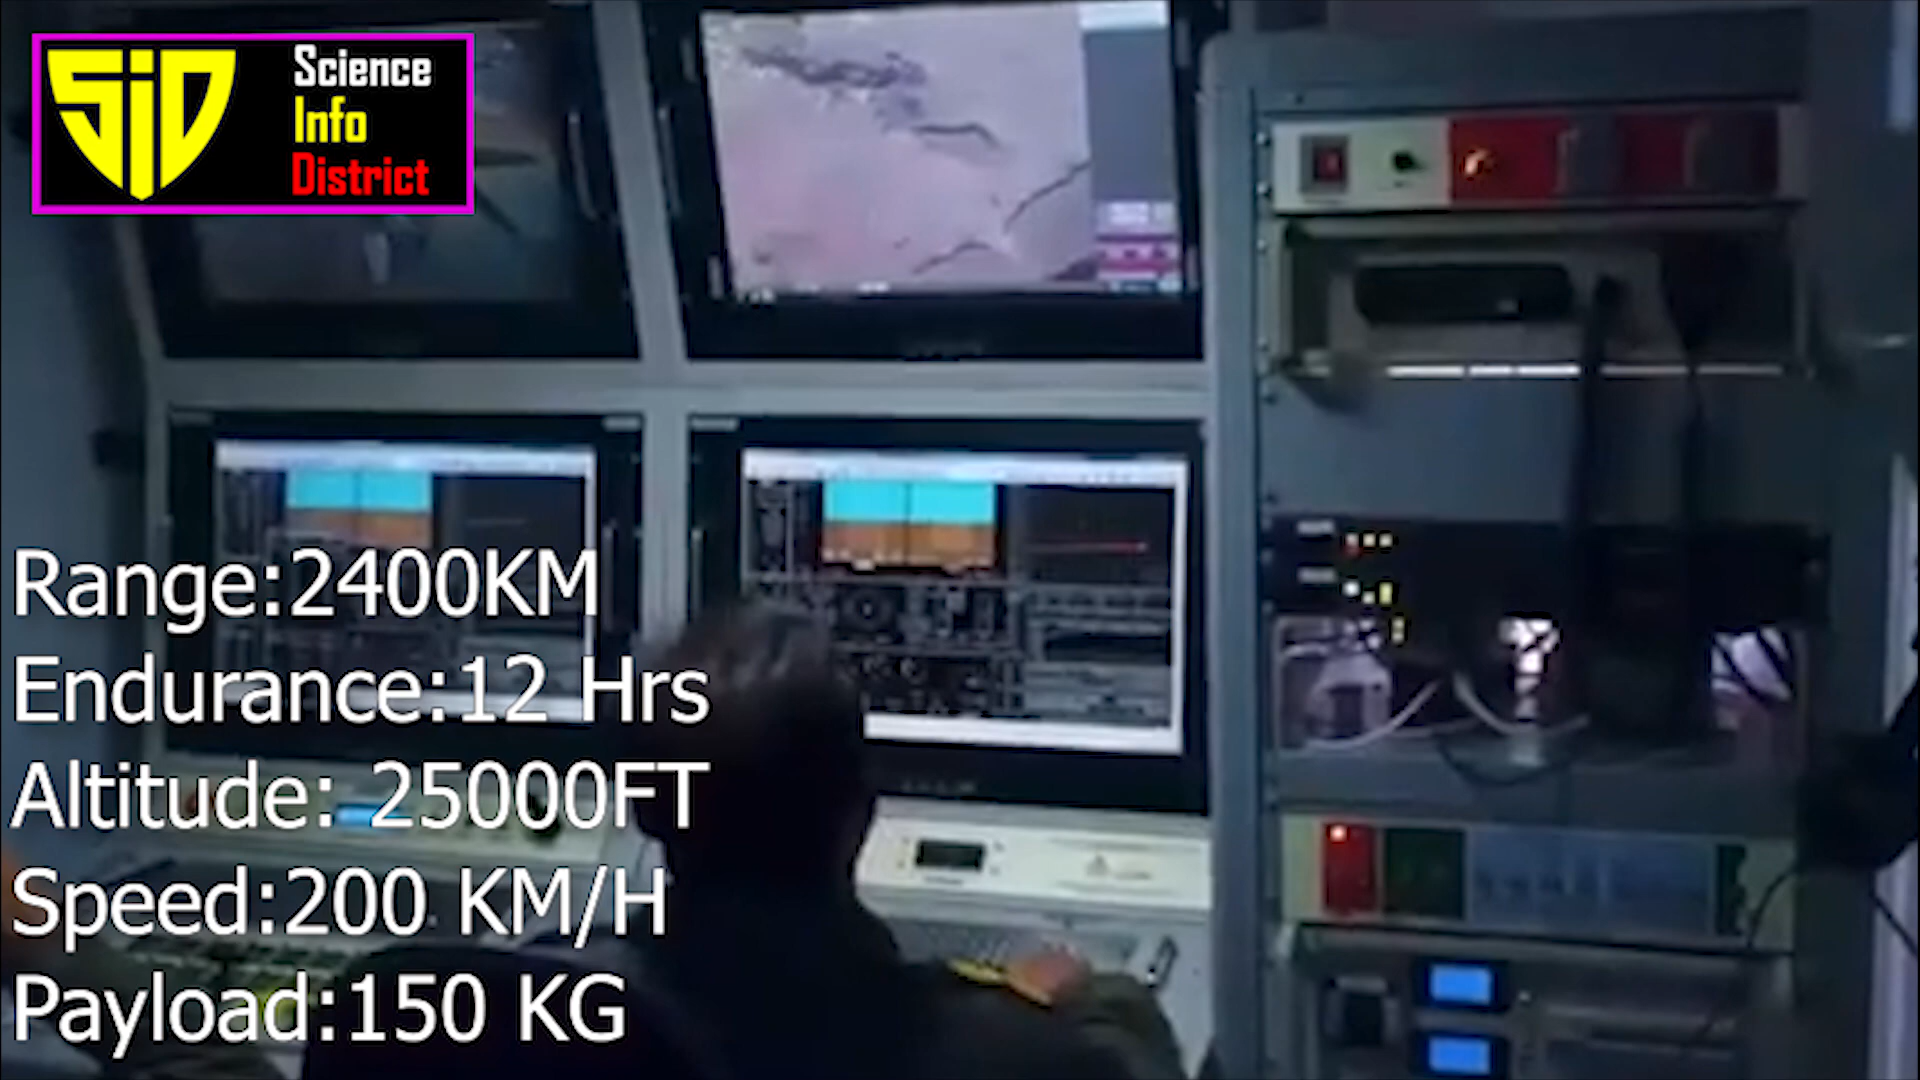 SiD
Science
Info
District
Range:2400KM
Endurance:12 Hrs
Altitude: 25000FT
Speed:200 KM/H
Payload:150 KG